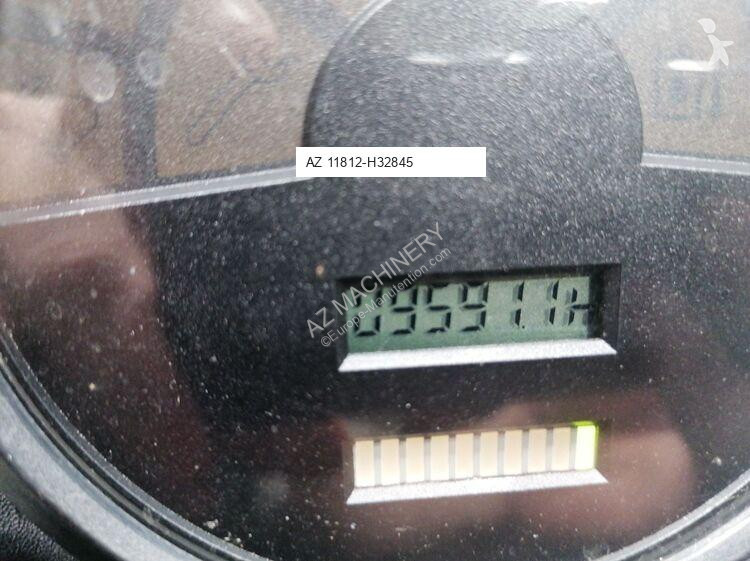 AZ 11812-H32845
AZ MACHINERY
©Europe-Manutention.com